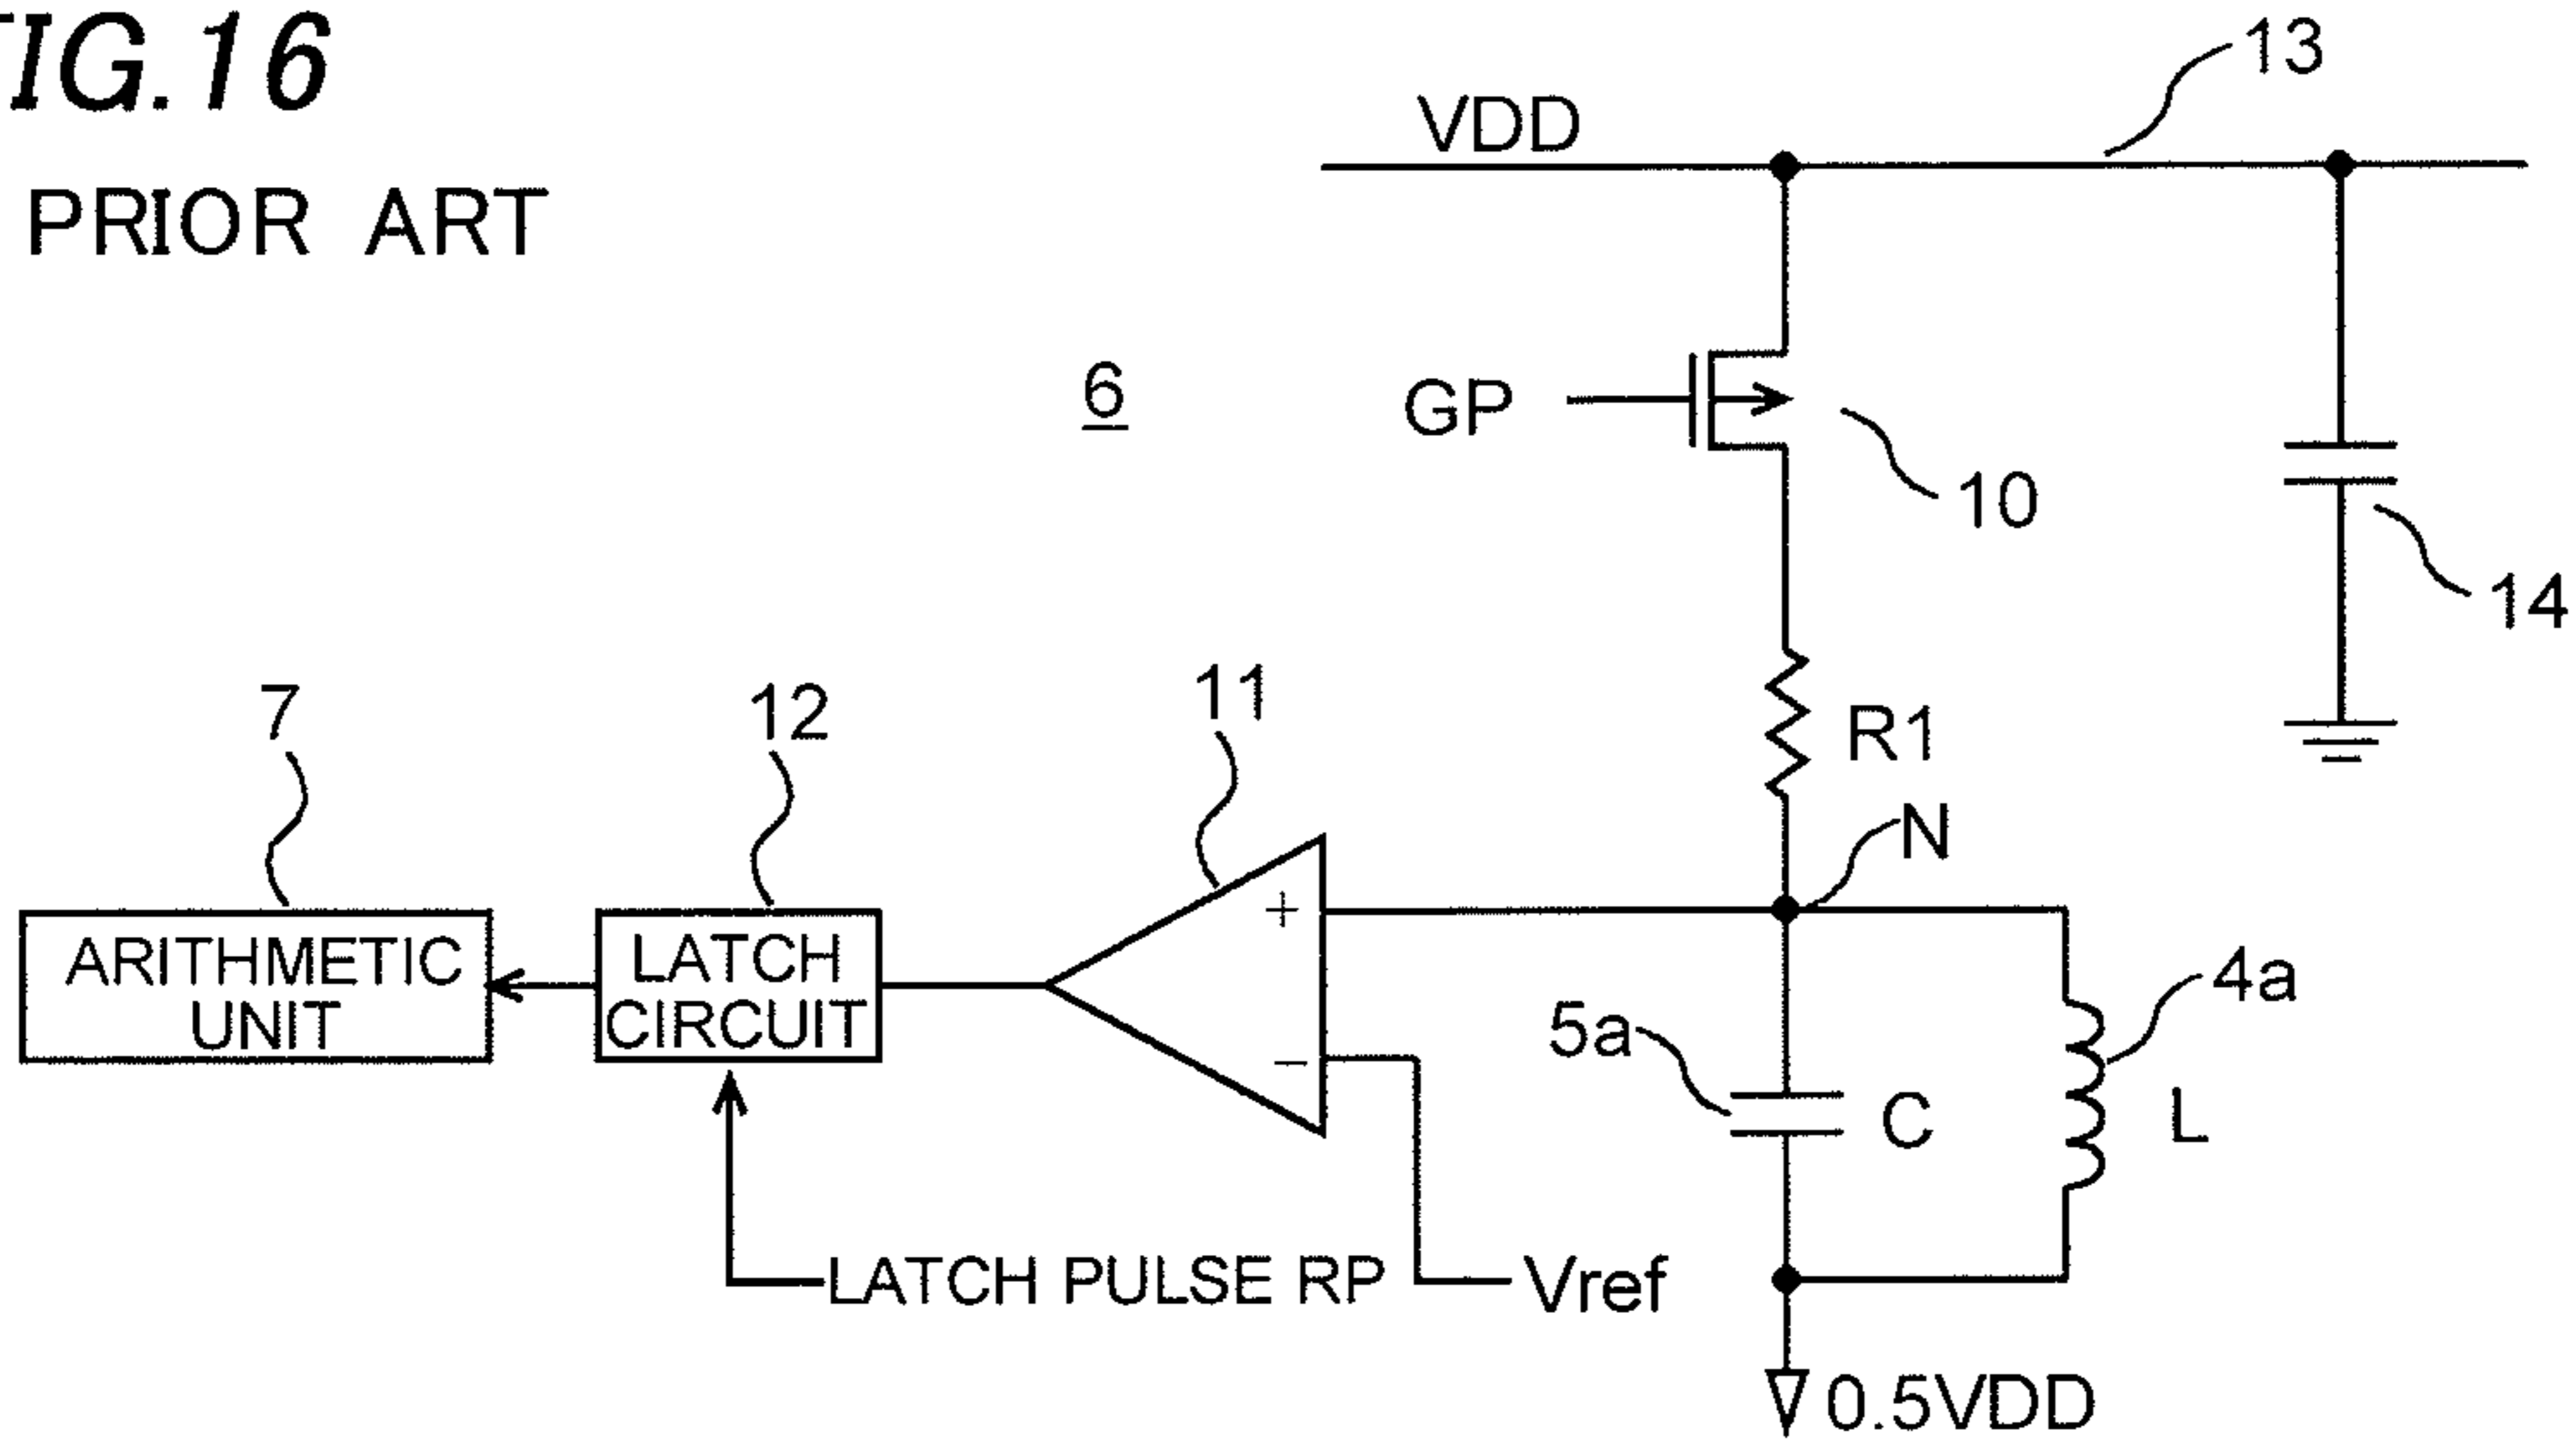 FIG.16
PRIOR ART
13
VDD
6
GP
10
14
7
12
11
R1
N
+
ARITHMETIC
UNIT
LATCH
CIRCUIT
−
5a
C
4a
L
LATCH PULSE RP
Vref
0.5VDD